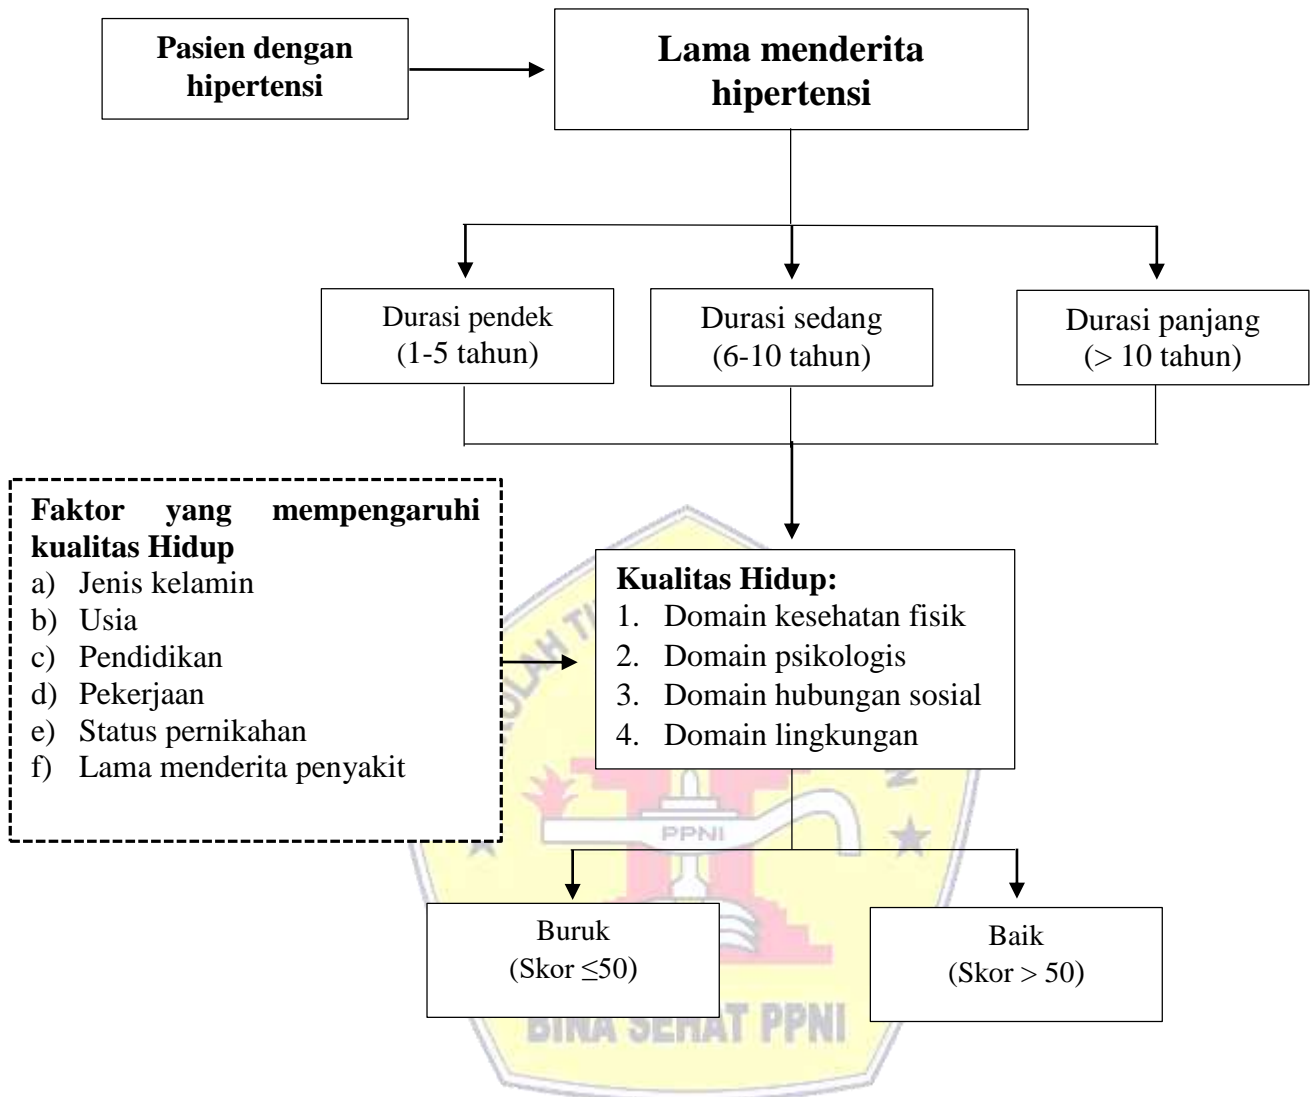 Pasien dengan
hipertensi
Lama menderita
hipertensi
Durasi pendek
(1-5 tahun)
Durasi sedang
(6-10 tahun)
Durasi panjang
(> 10 tahun)
Faktor yang mempengaruhi
kualitas Hidup
a) Jenis kelamin
b) Usia
c) Pendidikan
d) Pekerjaan
e) Status pernikahan
f) Lama menderita penyakit
Kualitas Hidup:
1. Domain kesehatan fisik
2. Domain psikologis
3. Domain hubungan sosial
4. Domain lingkungan
PPNI
Buruk
(Skor ≤50)
Baik
(Skor > 50)
BINA SEHAT PPNI